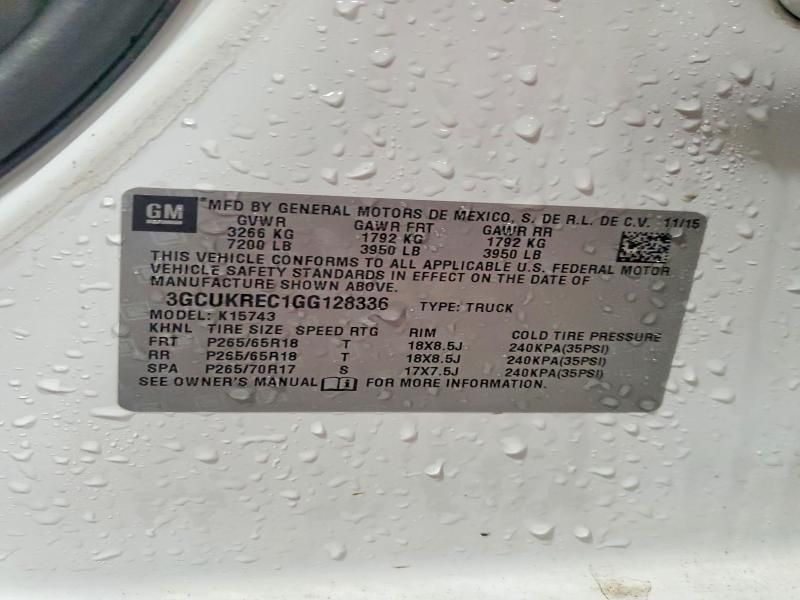 GM
®MFD BY GENERAL MOTORS DE MEXICO, S. DE R.L. DE C.V. 11/15
GVWR GAWR FRT GAWR RR
3266 KG 1792 KG 1792 KG
7200 LB 3950 LB 3950 LB
THIS VEHICLE CONFORMS TO ALL APPLICABLE U.S. FEDERAL MOTOR
VEHICLE SAFETY STANDARDS IN EFFECT ON THE DATE OF
MANUFACTURE SHOWN ABOVE.
3GCUKREC1GG128336 TYPE: TRUCK
MODEL: K15743
KHNL TIRE SIZE SPEED RTG RIM COLD TIRE PRESSURE
FRT P265/65R18 T 18X8.5J 240KPA(35PSI)
RR P265/65R18 T 18X8.5J 240KPA(35PSI)
SPA P265/70R17 S 17X7.5J 240KPA(35PSI)
SEE OWNER'S MANUAL FOR MORE INFORMATION.